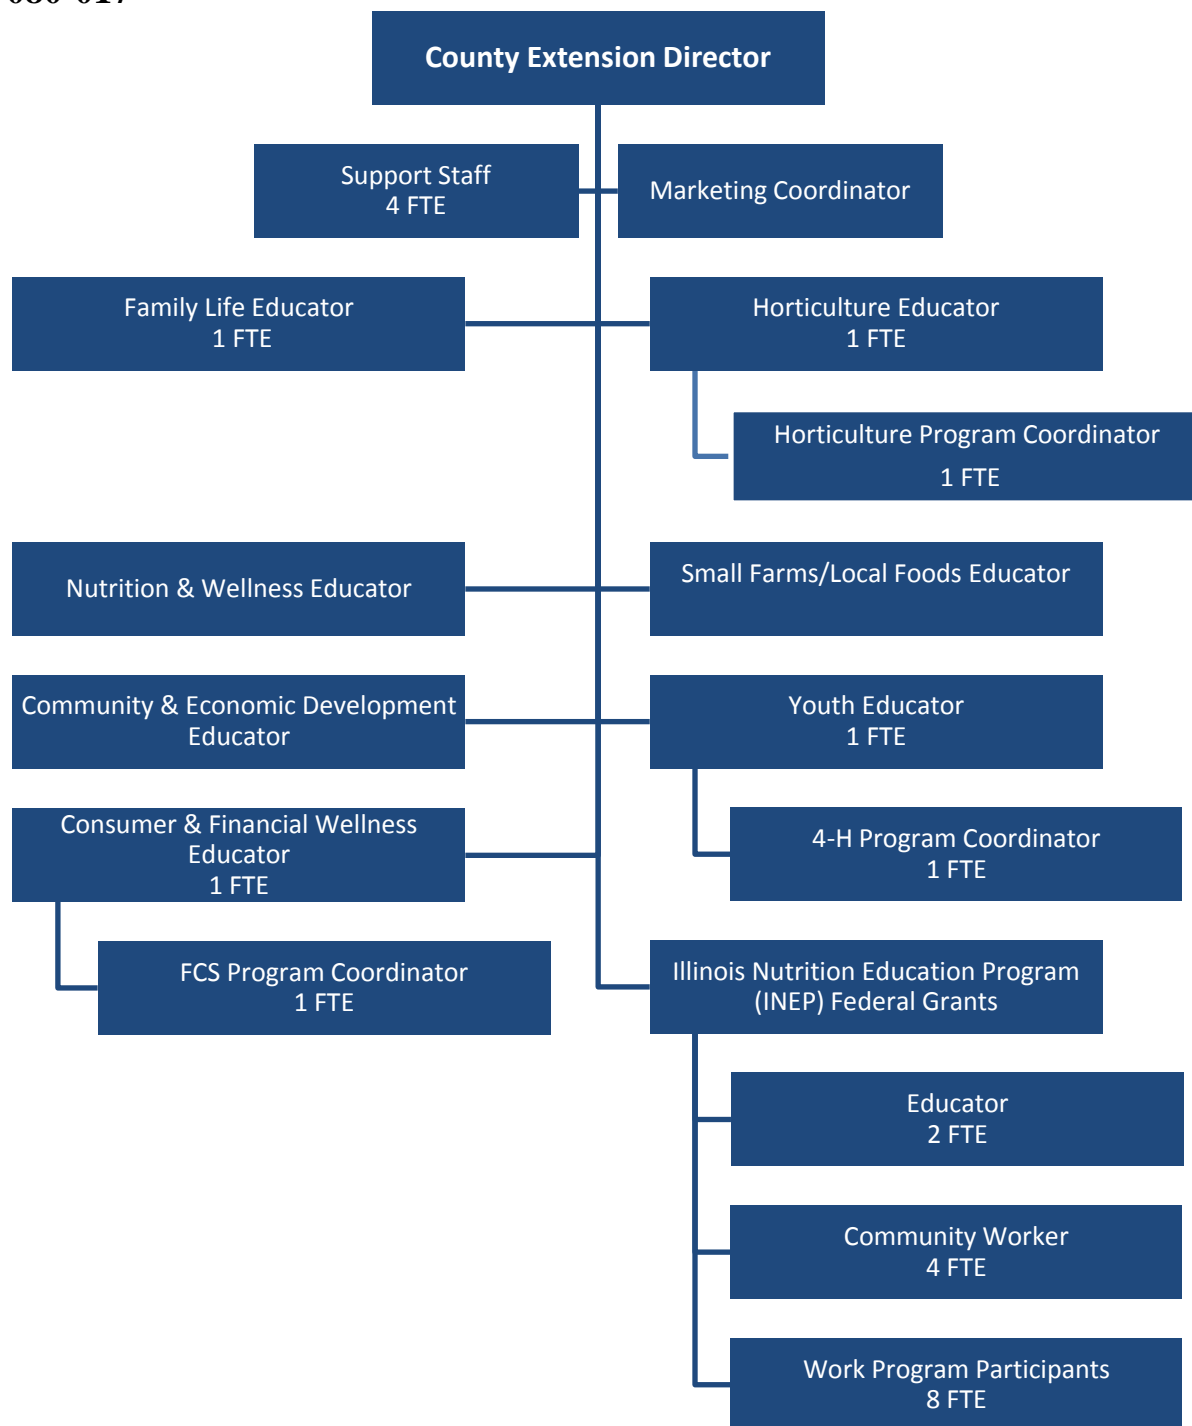 County Extension Director
Support Staff
4 FTE
Marketing Coordinator
Family Life Educator
1 FTE
Horticulture Educator
1 FTE
Horticulture Program Coordinator
1 FTE
Nutrition & Wellness Educator
Small Farms/Local Foods Educator
Community & Economic Development
Educator
Youth Educator
1 FTE
Consumer & Financial Wellness
Educator
1 FTE
4-H Program Coordinator
1 FTE
FCS Program Coordinator
1 FTE
Illinois Nutrition Education Program
(INEP) Federal Grants
Educator
2 FTE
Community Worker
4 FTE
Work Program Participants
8 FTE